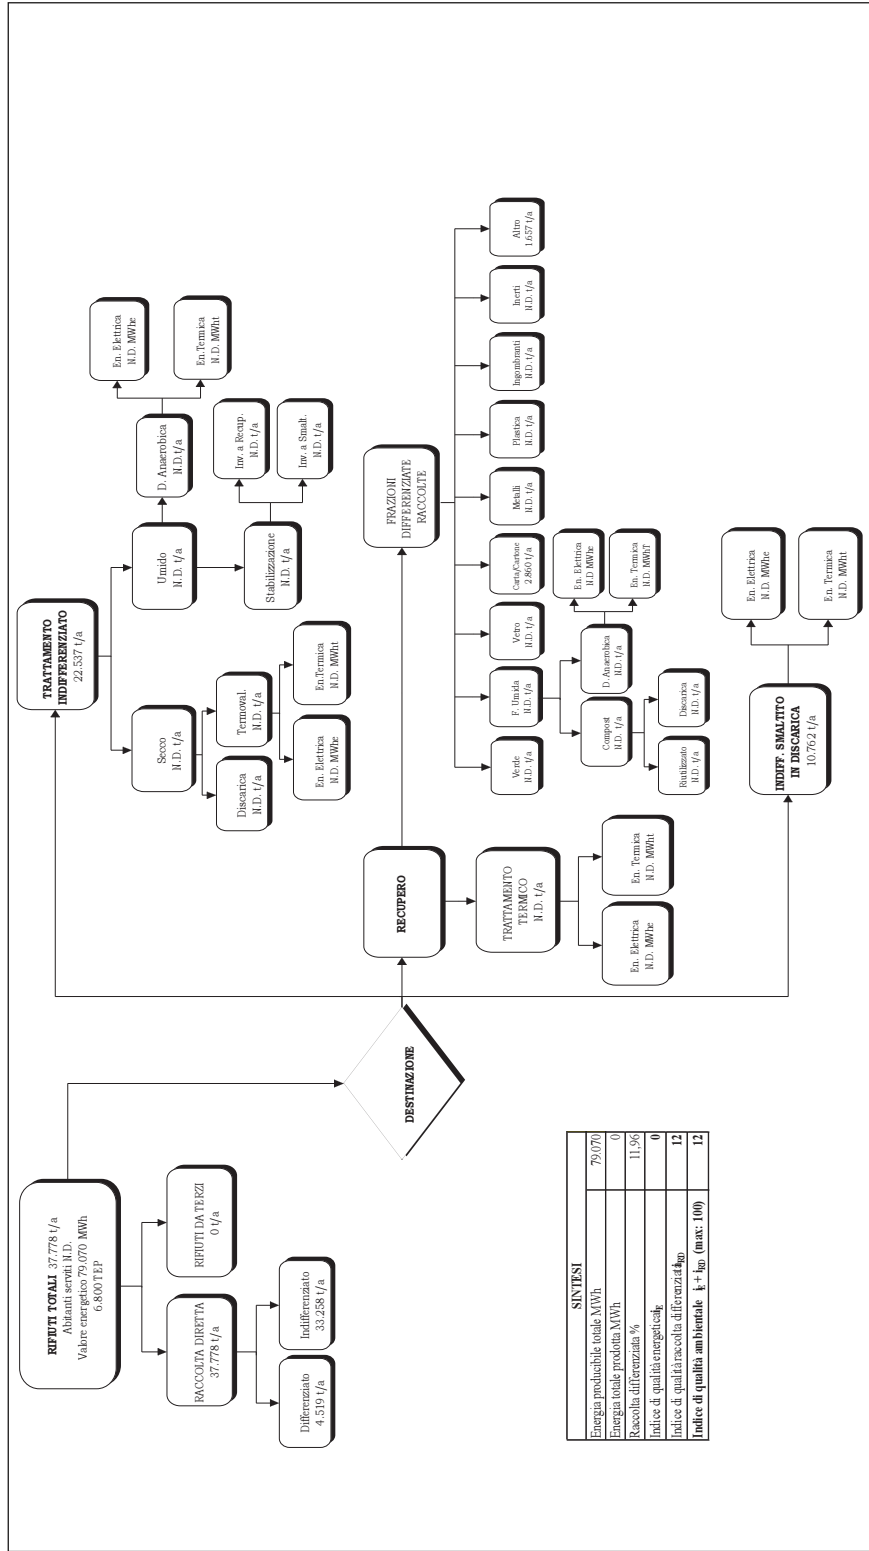 RIFIUTI TOTALI 37.778 t/a
Abitanti serviti N.D.
Valore energetico 79.070 MWh
6.800 TEP
RACCOLTA DIRETTA
37.778 t/a
RIFIUTI DA TERZI
0 t/a
Differenziato
4.519 t/a
Indifferenziato
33.258 t/a
DESTINAZIONE
TRATTAMENTO
INDIFFERENZIATO
22.537 t/a
Secco
N.D. t/a
Umido
N.D. t/a
Discarica
N.D. t/a
Termoval.
N.D. t/a
En. Elettrica
N.D. MWhe
En.Termica
N.D. MWht
D. Anaerobica
N.D. t/a
En. Elettrica
N.D. MWhe
En.Termica
N.D. MWht
Stabilizzazione
N.D. t/a
Inv. a Recup.
N.D. t/a
Inv. a Smalt.
N.D. t/a
RECUPERO
TRATTAMENTO
TERMICO
N.D. t/a
En. Elettrica
N.D. MWhe
En. Termica
N.D. MWht
FRAZIONI
DIFFERENZIATE
RACCOLTE
Verde
N.D. t/a
F. Umida
N.D. t/a
Vetro
N.D. t/a
Carta/Cartone
2.860 t/a
Metalli
N.D. t/a
Plastica
N.D. t/a
Ingombranti
N.D. t/a
Inerti
N.D. t/a
Altro
1.657 t/a
Compost
N.D. t/a
D. Anaerobica
N.D. t/a
En. Elettrica
N.D MWhe
En. Termica
N.D. MWhT
Riutilizzato
N.D. t/a
Discarica
N.D. t/a
INDIFF. SMALTITO
IN DISCARICA
10.762 t/a
En. Elettrica
N.D. MWhe
En. Termica
N.D. MWht
SINTESI
Energia producibile totale MWh 79.070
Energia totale prodotta MWh 0
Raccolta differenziata % 11,96
Indice di qualità energetica iE 0
Indice di qualità raccolta differenziata iRD 12
Indice di qualità ambientale iE + iRD (max: 100) 12